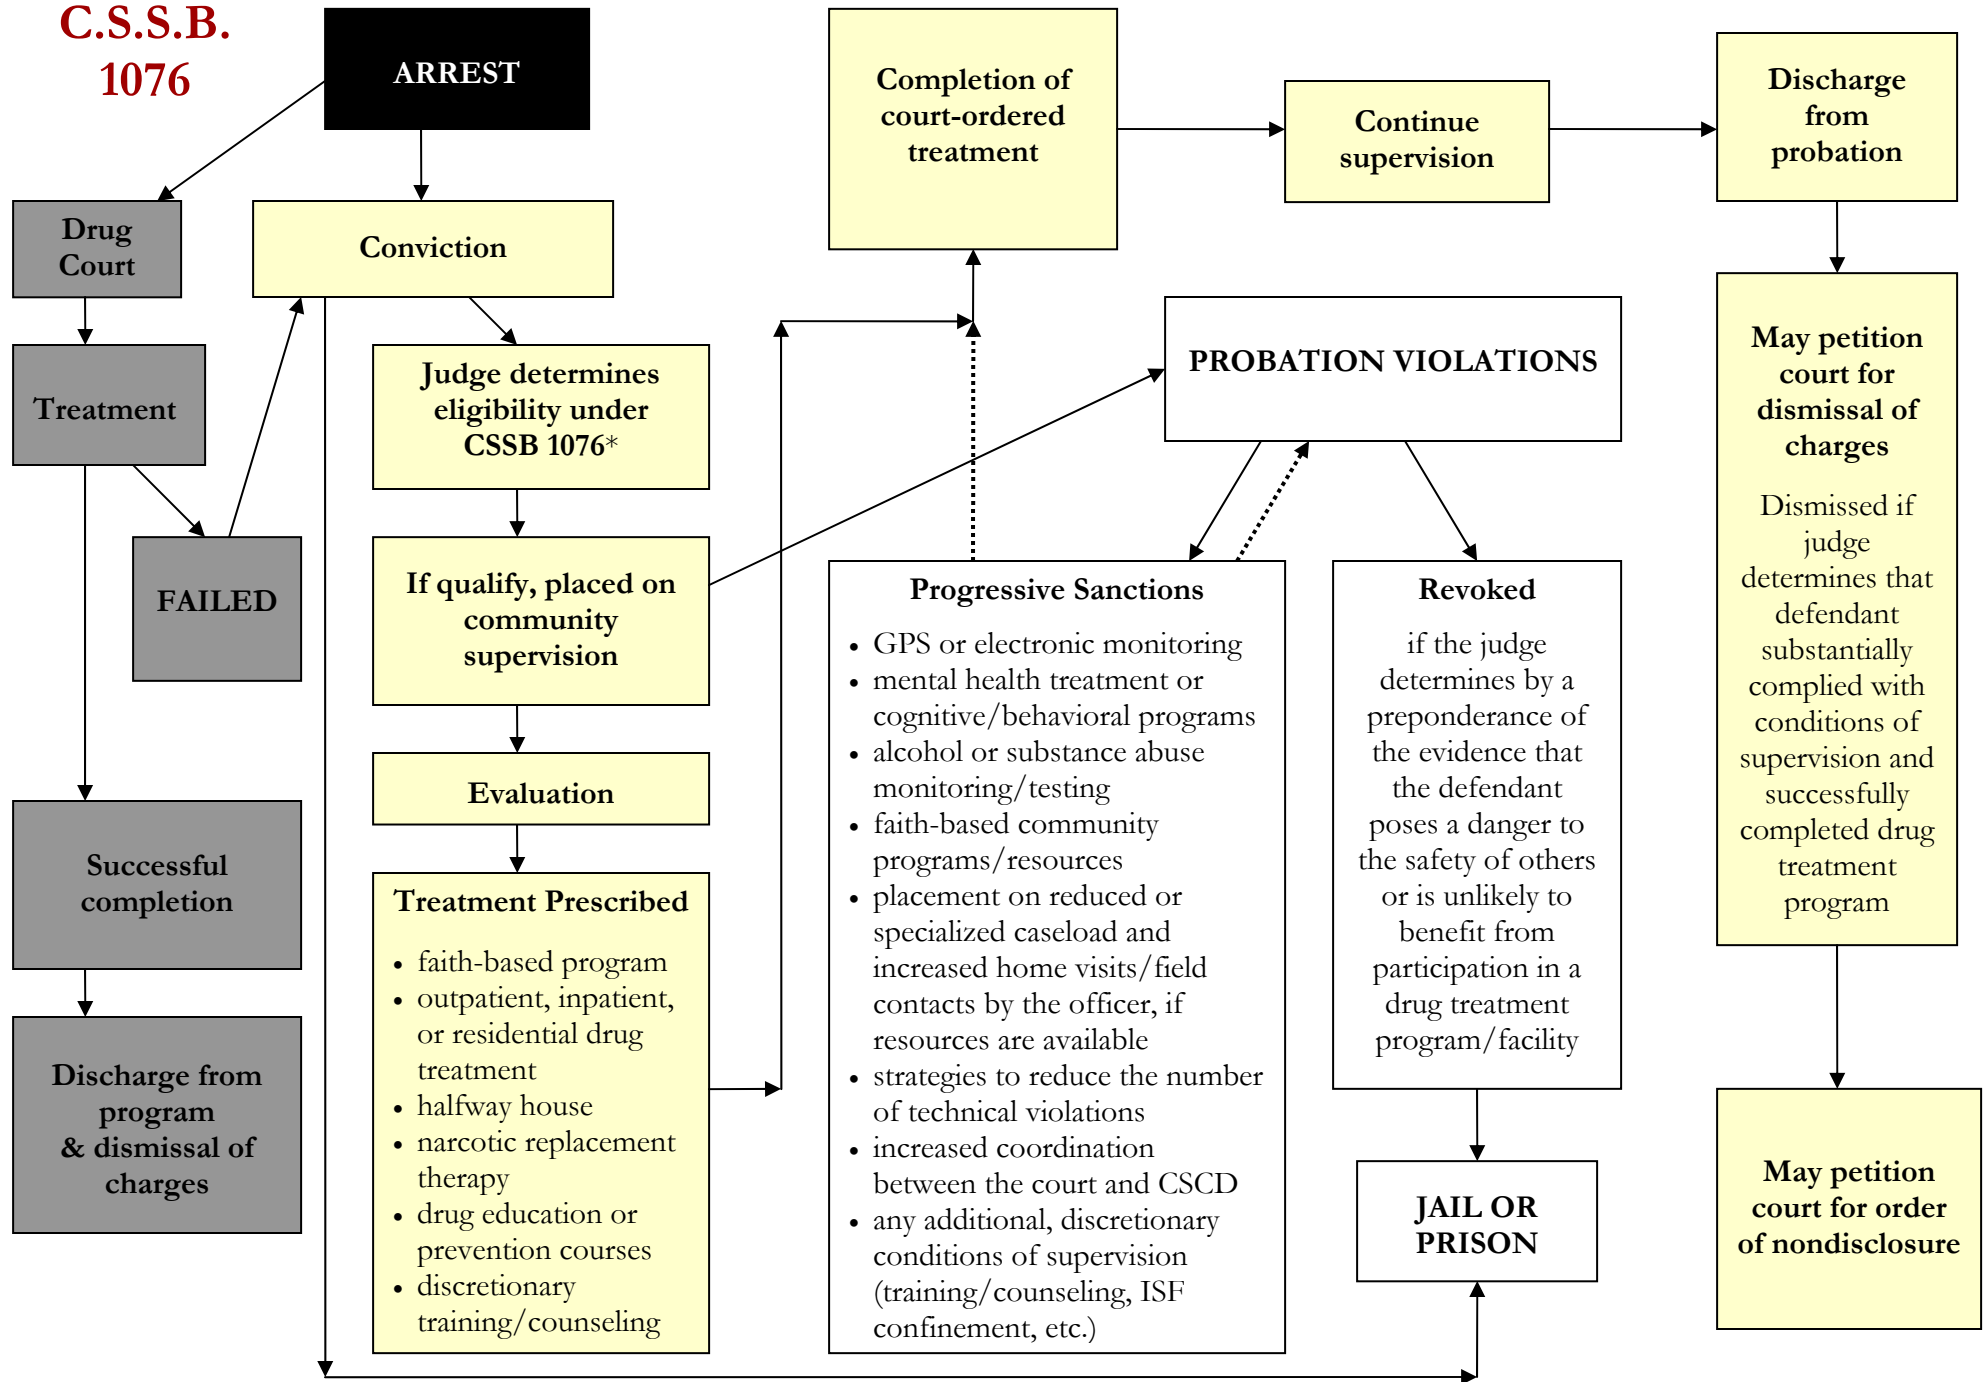 C.S.S.B.
1076
ARREST
Drug
Court
Treatment
FAILED
Successful
completion
Discharge from
program
& dismissal of
charges
Conviction
Judge determines
eligibility under
CSSB 1076*
If qualify, placed on
community
supervision
Evaluation
Treatment Prescribed
• faith-based program
• outpatient, inpatient,
or residential drug
treatment
• halfway house
• narcotic replacement
therapy
• drug education or
prevention courses
• discretionary
training/counseling
Completion of
court-ordered
treatment
Continue
supervision
Discharge
from
probation
PROBATION VIOLATIONS
Progressive Sanctions
• GPS or electronic monitoring
• mental health treatment or
cognitive/behavioral programs
• alcohol or substance abuse
monitoring/testing
• faith-based community
programs/resources
• placement on reduced or
specialized caseload and
increased home visits/field
contacts by the officer, if
resources are available
• strategies to reduce the number
of technical violations
• increased coordination
between the court and CSCD
• any additional, discretionary
conditions of supervision
(training/counseling, ISF
confinement, etc.)
Revoked
if the judge
determines by a
preponderance of
the evidence that
the defendant
poses a danger to
the safety of others
or is unlikely to
benefit from
participation in a
drug treatment
program/facility
JAIL OR
PRISON
May petition
court for
dismissal of
charges
Dismissed if
judge
determines that
defendant
substantially
complied with
conditions of
supervision and
successfully
completed drug
treatment
program
May petition
court for order
of nondisclosure